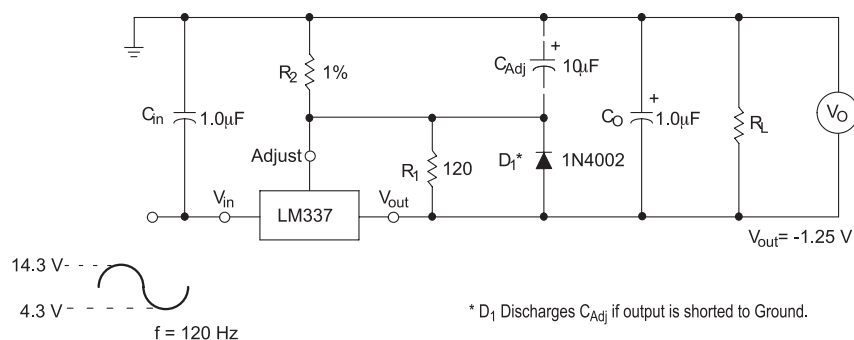 R2 1%
CAdj + 10µF
Cin 1.0µF
CO + 1.0µF
RL
VO
Adjust
R1 120
D1* 1N4002
Vin
LM337
Vout
Vout= -1.25 V
14.3 V
4.3 V
f = 120 Hz
* D1 Discharges CAdj if output is shorted to Ground.